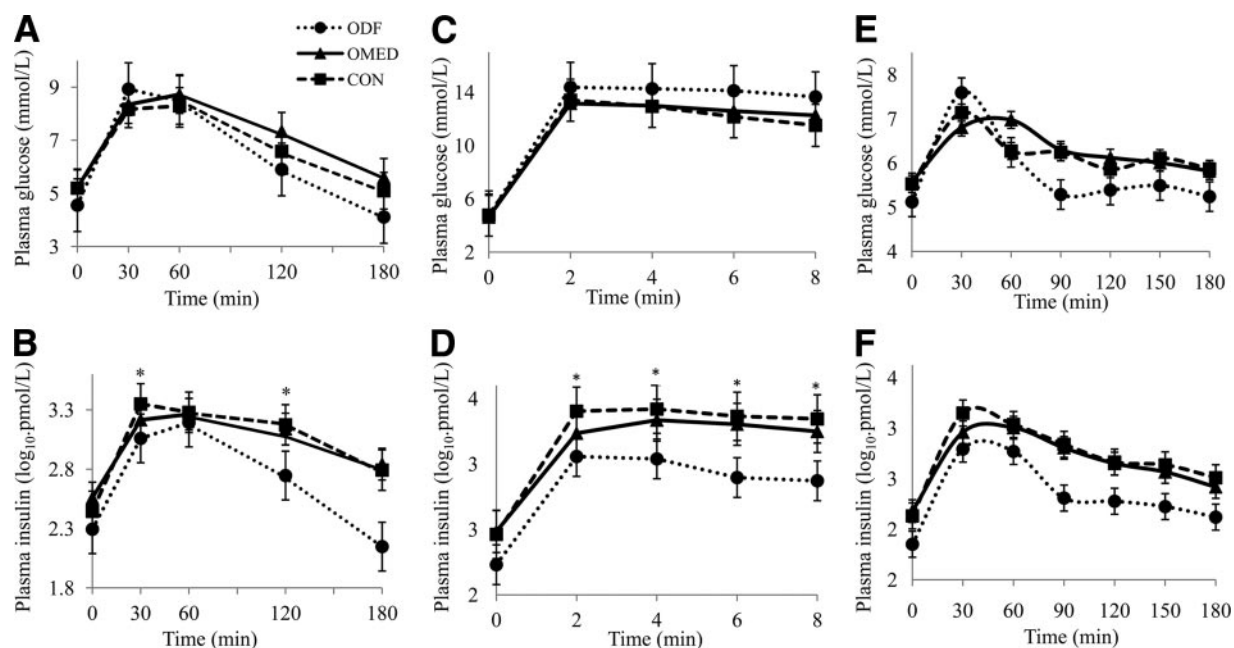 A
ODF
OMED
CON
Plasma glucose (mmol/L)
9
7
5
3
0 30 60 120 180
Time (min)
C
Plasma glucose (mmol/L)
14
10
6
2
0 2 4 6 8
Time (min)
E
Plasma glucose (mmol/L)
8
7
6
5
4
0 30 60 90 120 150 180
Time (min)
B
Plasma insulin (log10.pmol/L)
* *
3.3
2.8
2.3
1.8
0 30 60 120 180
Time (min)
D
Plasma insulin (log10.pmol/L)
* * * *
4
3
3
2
0 2 4 6 8
Time (min)
F
Plasma insulin (log10.pmol/L)
4
3
3
2
2
0 30 60 90 120 150 180
Time (min)